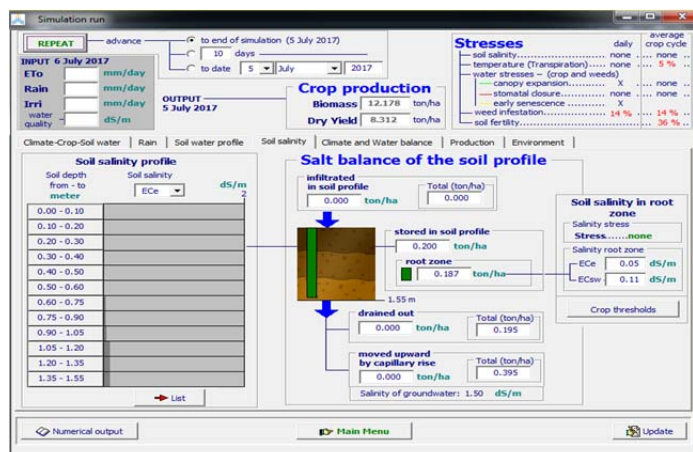 Simulation run
REPEAT
advance
to end of simulation (5 July 2017)
10 days
to date 5 July 2017
INPUT 6 July 2017
ETo mm/day
Rain mm/day
Irri mm/day
water quality dS/m
OUTPUT
5 July 2017
Crop production
Biomass 12.178 ton/ha
Dry Yield 8.312 ton/ha
Stresses
daily
average
crop cycle
soil salinity none none
temperature (Transpiration) none 5 %
water stresses - (crop and weeds)
canopy expansion X none
stomatal closure none none
early senescence X
weed infestation 14 % 14 %
soil fertility 36 %
Climate-Crop-Soil water
Rain
Soil water profile
Soil salinity
Climate and Water balance
Production
Environment
Soil salinity profile
Soil depth
from - to
meter
Soil salinity
ECe
dS/m
2
0.00 - 0.10
0.10 - 0.20
0.20 - 0.30
0.30 - 0.40
0.40 - 0.50
0.50 - 0.60
0.60 - 0.75
0.75 - 0.90
0.90 - 1.05
1.05 - 1.20
1.20 - 1.35
1.35 - 1.55
List
Salt balance of the soil profile
infiltrated
in soil profile
0.000 ton/ha
Total (ton/ha)
0.000
stored in soil profile
0.200 ton/ha
root zone
0.187 ton/ha
1.55 m
drained out
0.000 ton/ha
Total (ton/ha)
0.195
moved upward
by capillary rise
0.000 ton/ha
Total (ton/ha)
0.395
Salinity of groundwater: 1.50 dS/m
Soil salinity in root
zone
Salinity stress
Stress.......none
Salinity root zone
ECe 0.05 dS/m
ECsw 0.11 dS/m
Crop thresholds
Numerical output
Main Menu
Update